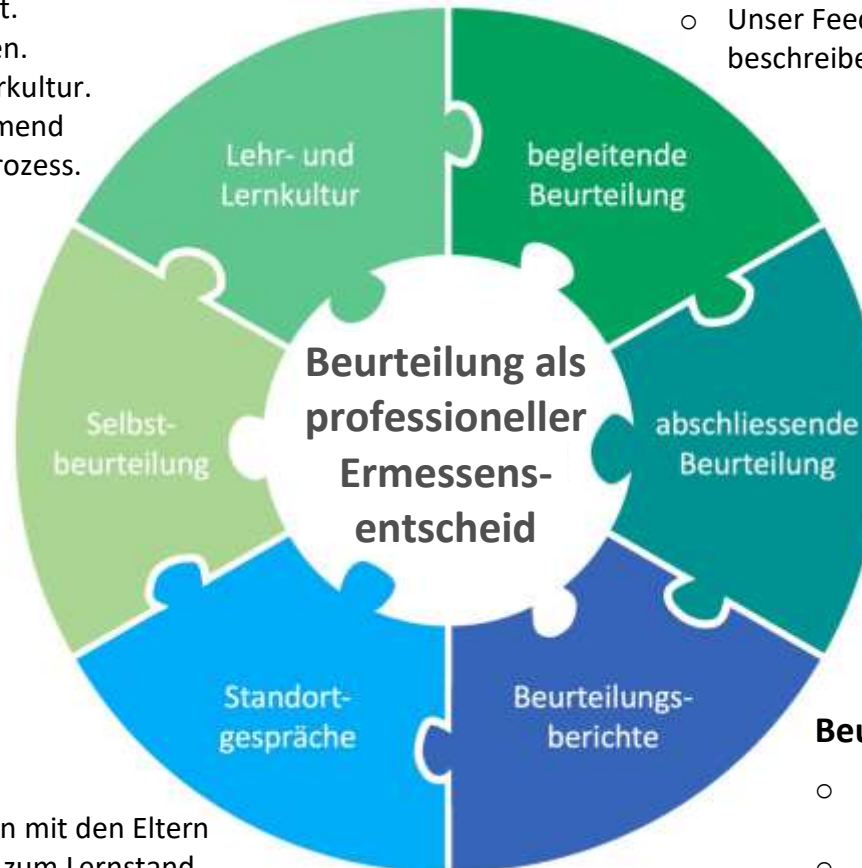 t.
en.
rkultur.
mend
rozess.
○ Unser Feed
beschreibe
Lehr- und
Lernkultur
begleitende
Beurteilung
Beurteilung als
professioneller
Ermessens-
entscheid
Selbst-
beurteilung
abschliessende
Beurteilung
Standort-
gespräche
Beurteilungs-
berichte
Beu
○
○
n mit den Eltern
zum Lernstand